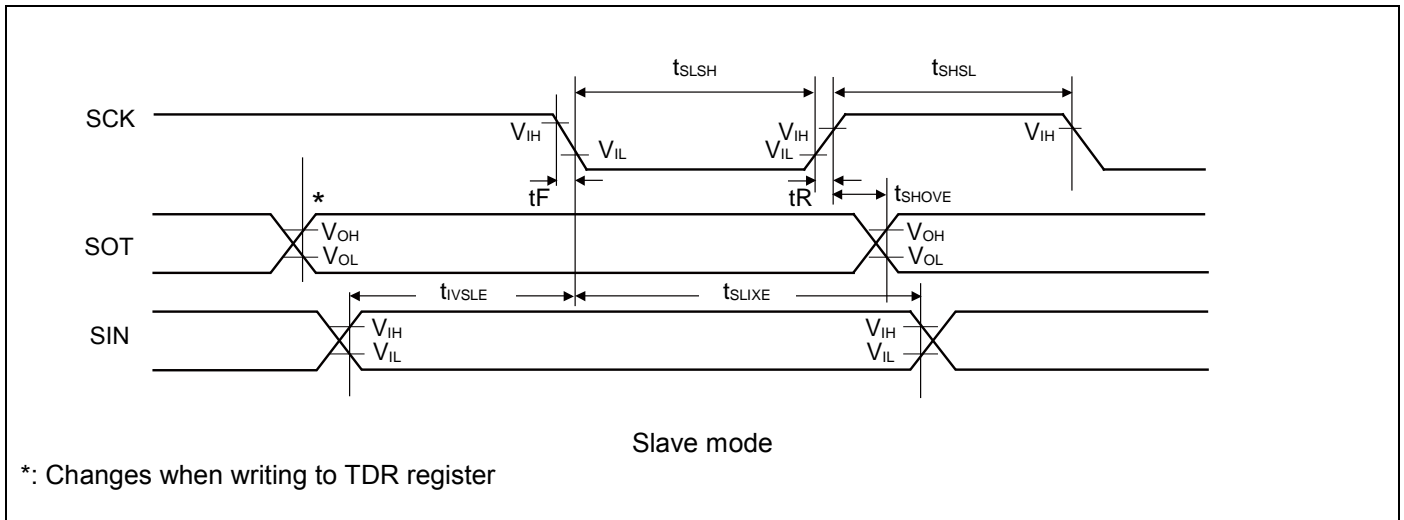 tSLSH tSHSL
SCK
VIH VIL VIL VIH VIH
tF tR tSHOVE
*
SOT
VOH VOH
VOL VOL
tIVSLE tSLIXE
SIN
VIH VIH
VIL VIL
Slave mode
*: Changes when writing to TDR register